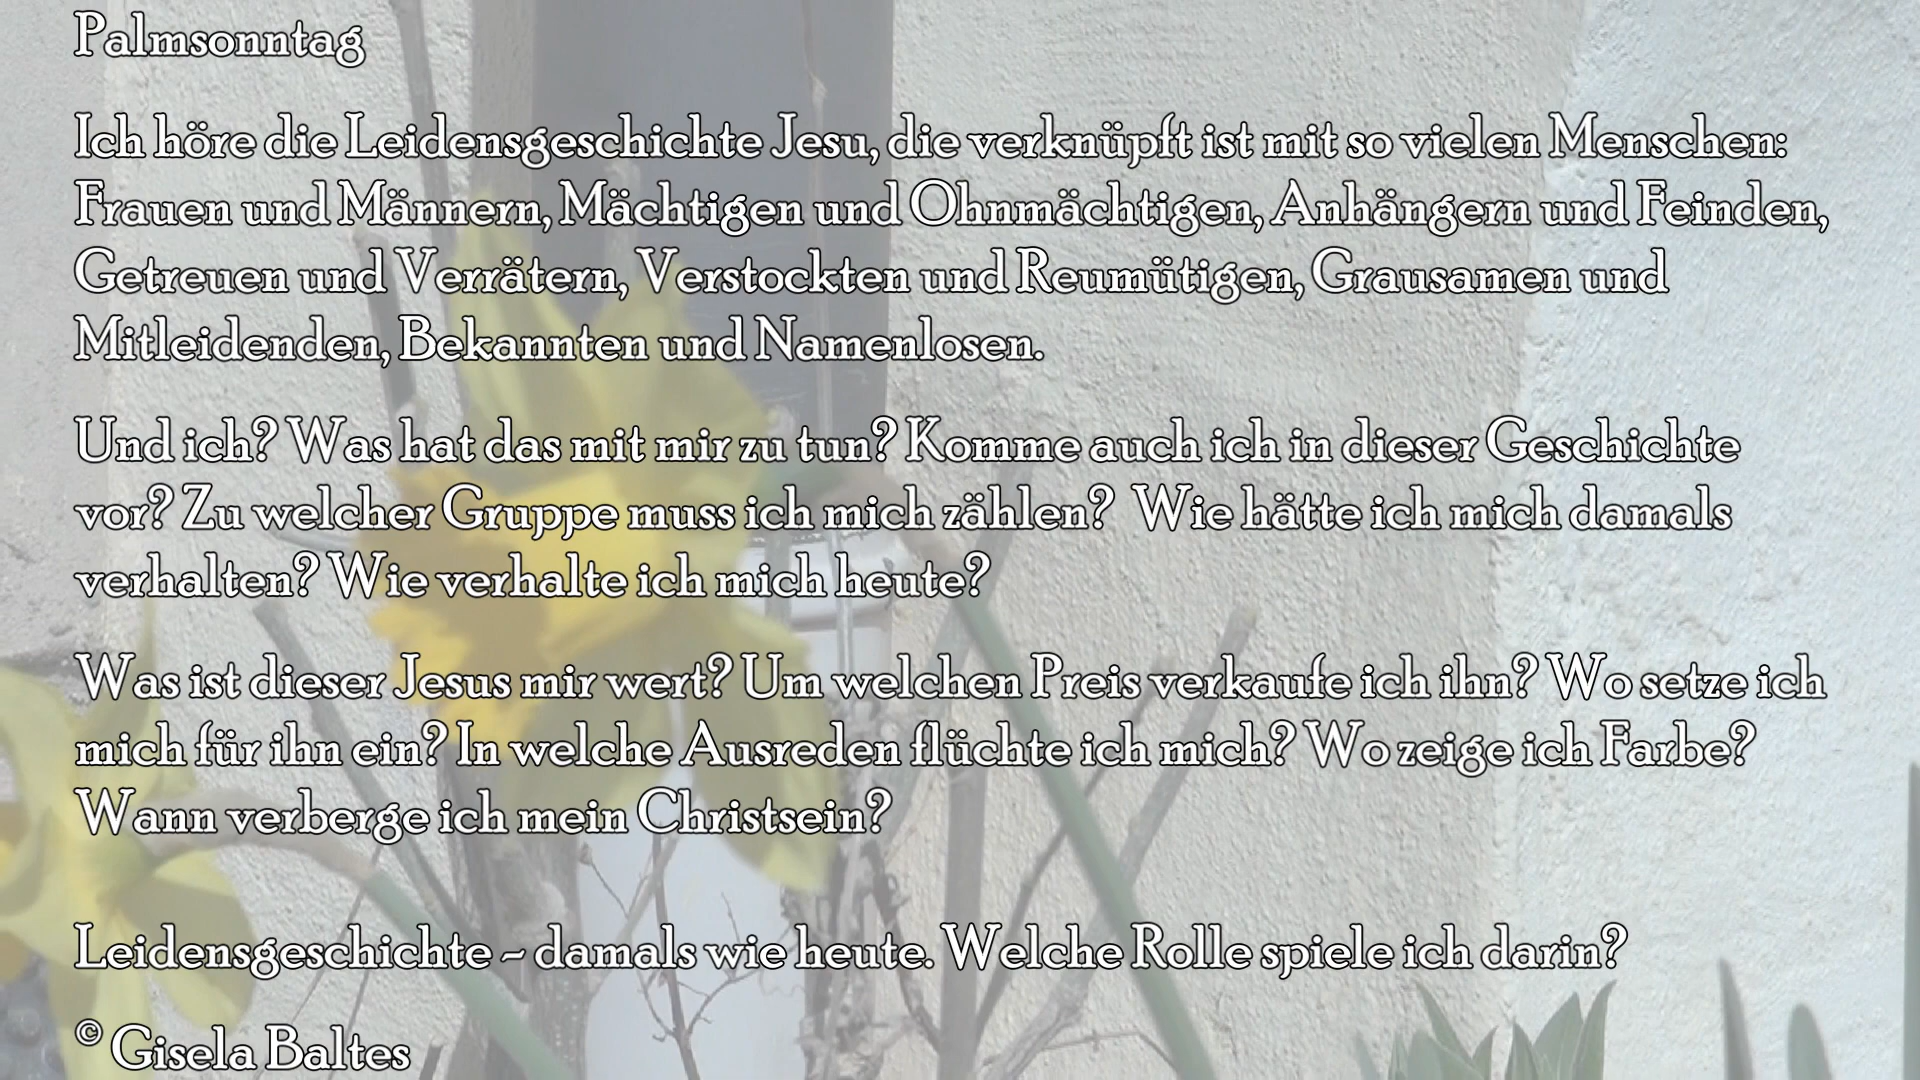 Palmsonntag
Ich höre die Leidensgeschichte Jesu, die verknüpft ist mit so vielen Menschen:
Frauen und Männern, Mächtigen und Ohnmächtigen, Anhängern und Feinden,
Getreuen und Verrätern, Verstockten und Reumütigen, Grausamen und
Mitleidenden, Bekannten und Namenlosen.
Und ich? Was hat das mit mir zu tun? Komme auch ich in dieser Geschichte
vor? Zu welcher Gruppe muss ich mich zählen? Wie hätte ich mich damals
verhalten? Wie verhalte ich mich heute?
Was ist dieser Jesus mir wert? Um welchen Preis verkaufe ich ihn? Wo setze ich
mich für ihn ein? In welche Ausreden flüchte ich mich? Wo zeige ich Farbe?
Wann verberge ich mein Christsein?
Leidensgeschichte - damals wie heute. Welche Rolle spiele ich darin?
© Gisela Baltes